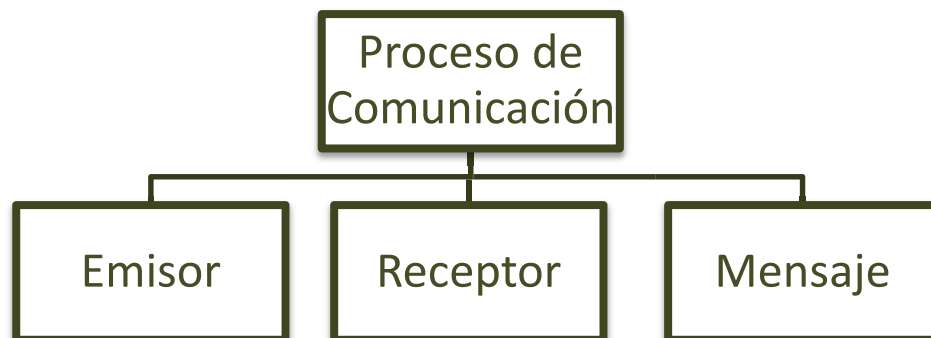 Proceso de
Comunicación
Emisor
Receptor
Mensaje